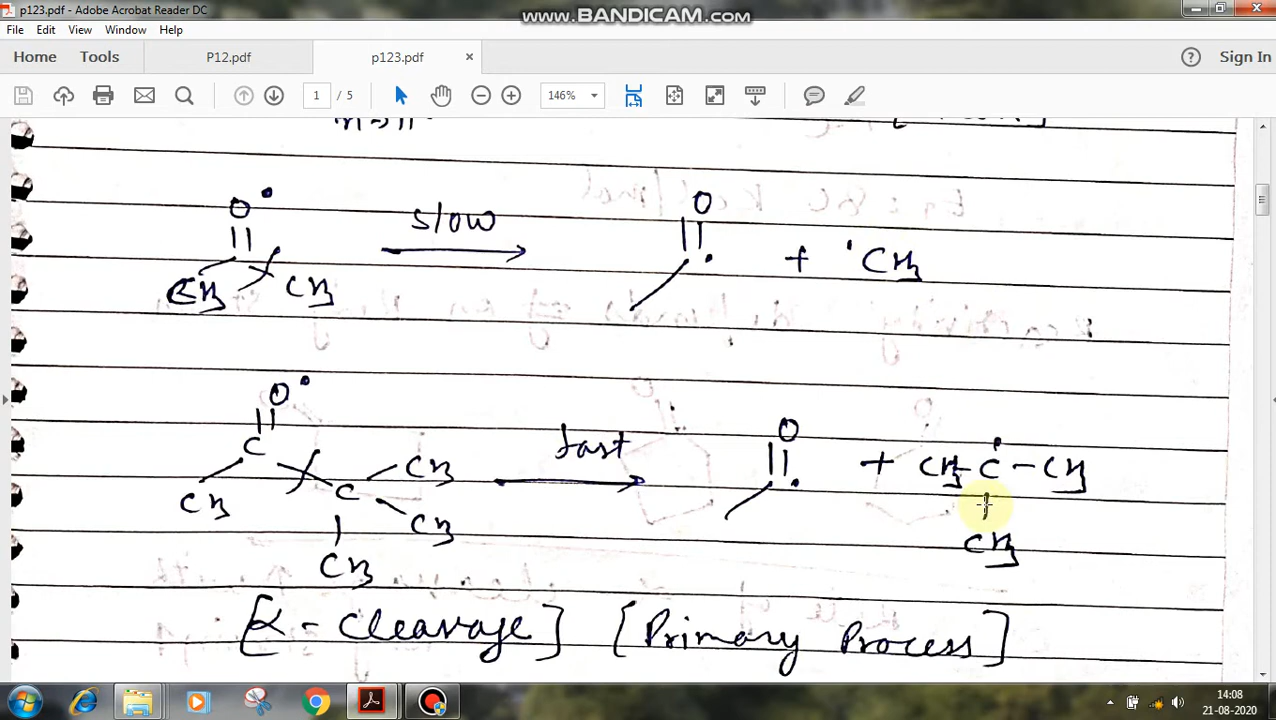 p123.pdf - Adobe Acrobat Reader DC
www.BANDICAM.com
File Edit View Window Help
Home Tools P12.pdf p123.pdf × ? Sign In
1 / 5 146%
O•
||
CH3 CH3
slow
O
||
• + •CH3
O•
||
C
CH3 C CH3
CH3
CH3
fast
O
||
• + CH3-Ċ-CH3
CH3
[α-Cleavage] [Primary Process]
14:08
21-08-2020